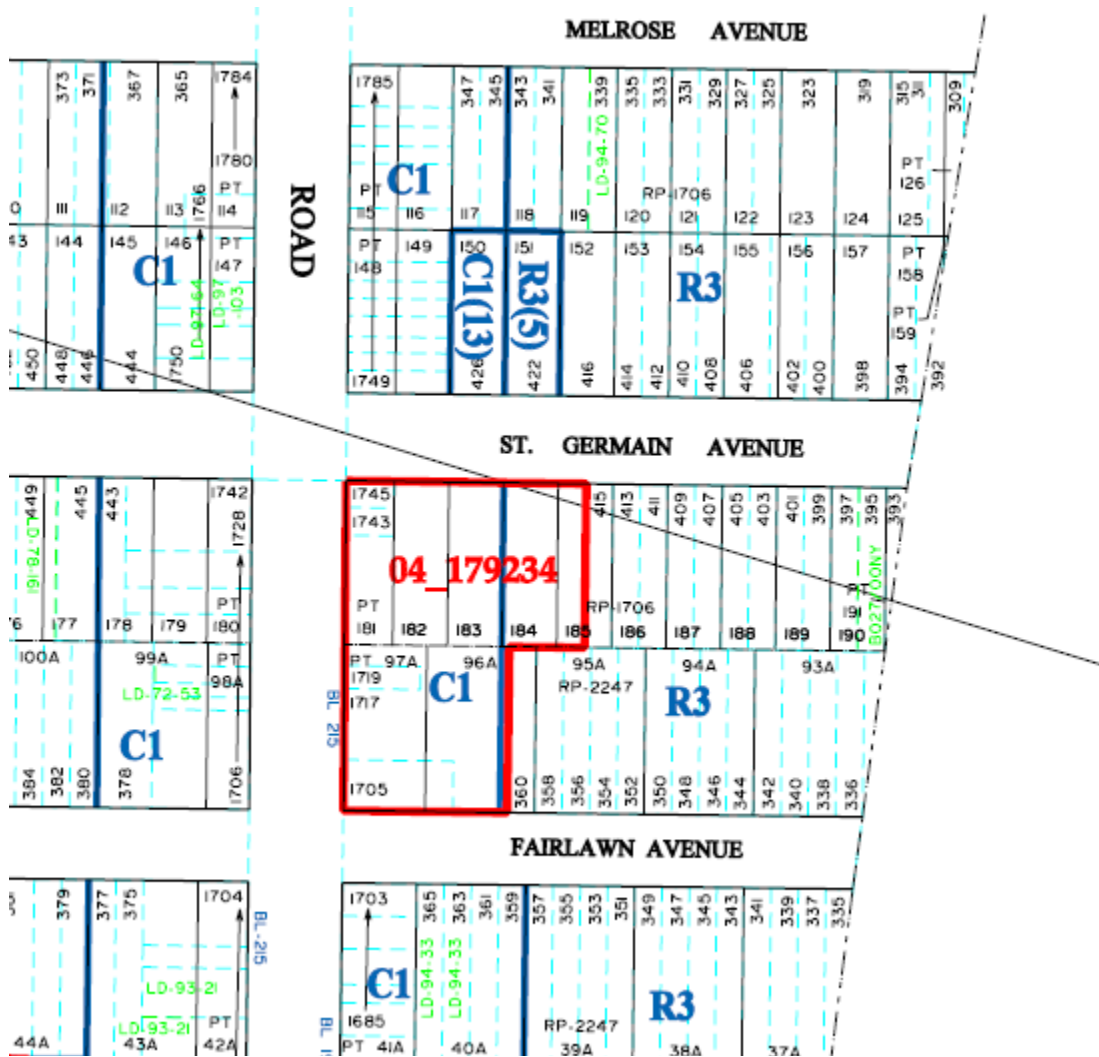 MELROSE AVENUE
373 371 367 365 1784
1785 347 345 343 341 339 335 333 331 329 327 325 323 319 315 311 309
LD-94-70
1780
1766
PT
C1
RP-1706
PT
126
111 112 113 114
115 116 117 118 119 120 121 122 123 124 125
ROAD
144 145 146 PT
147
PT
148
149 150 151 152 153 154 155 156 157 PT
158
C1
LD-97-64
LD-97
-103
C1(13)
R3(5)
R3
PT
159
450 448 446 444 1750
1749 426 422 416 414 412 410 408 406 402 400 398 394 392
ST. GERMAIN AVENUE
449 445 443 1742
1745
1743
415 413 411 409 407 405 403 401 399 397 395 393
LD-78-161
1728
04_179234
BO27TOONY
PT
191
PT
RP-1706
177 178 179 180
PT
181 182 183 184 185 186 187 188 189 190
100A 99A PT
98A
PT 97A
1719
1717
96A 95A 94A 93A
RP-2247
LD-72-53
BL 215
C1
C1
R3
384 382 380 378 1706
1705 360 358 356 354 352 350 348 346 344 342 340 338 336
FAIRLAWN AVENUE
379 377 375 1704
1703 365 363 361 359 357 355 353 351 349 347 345 343 341 339 337 335
BL-215
LD-94-33
LD-94-33
LD-93-21
C1
R3
LD-93-21
PT
1685
RP-2247
44A 43A 42A
PT 41A 40A 39A 38A 37A